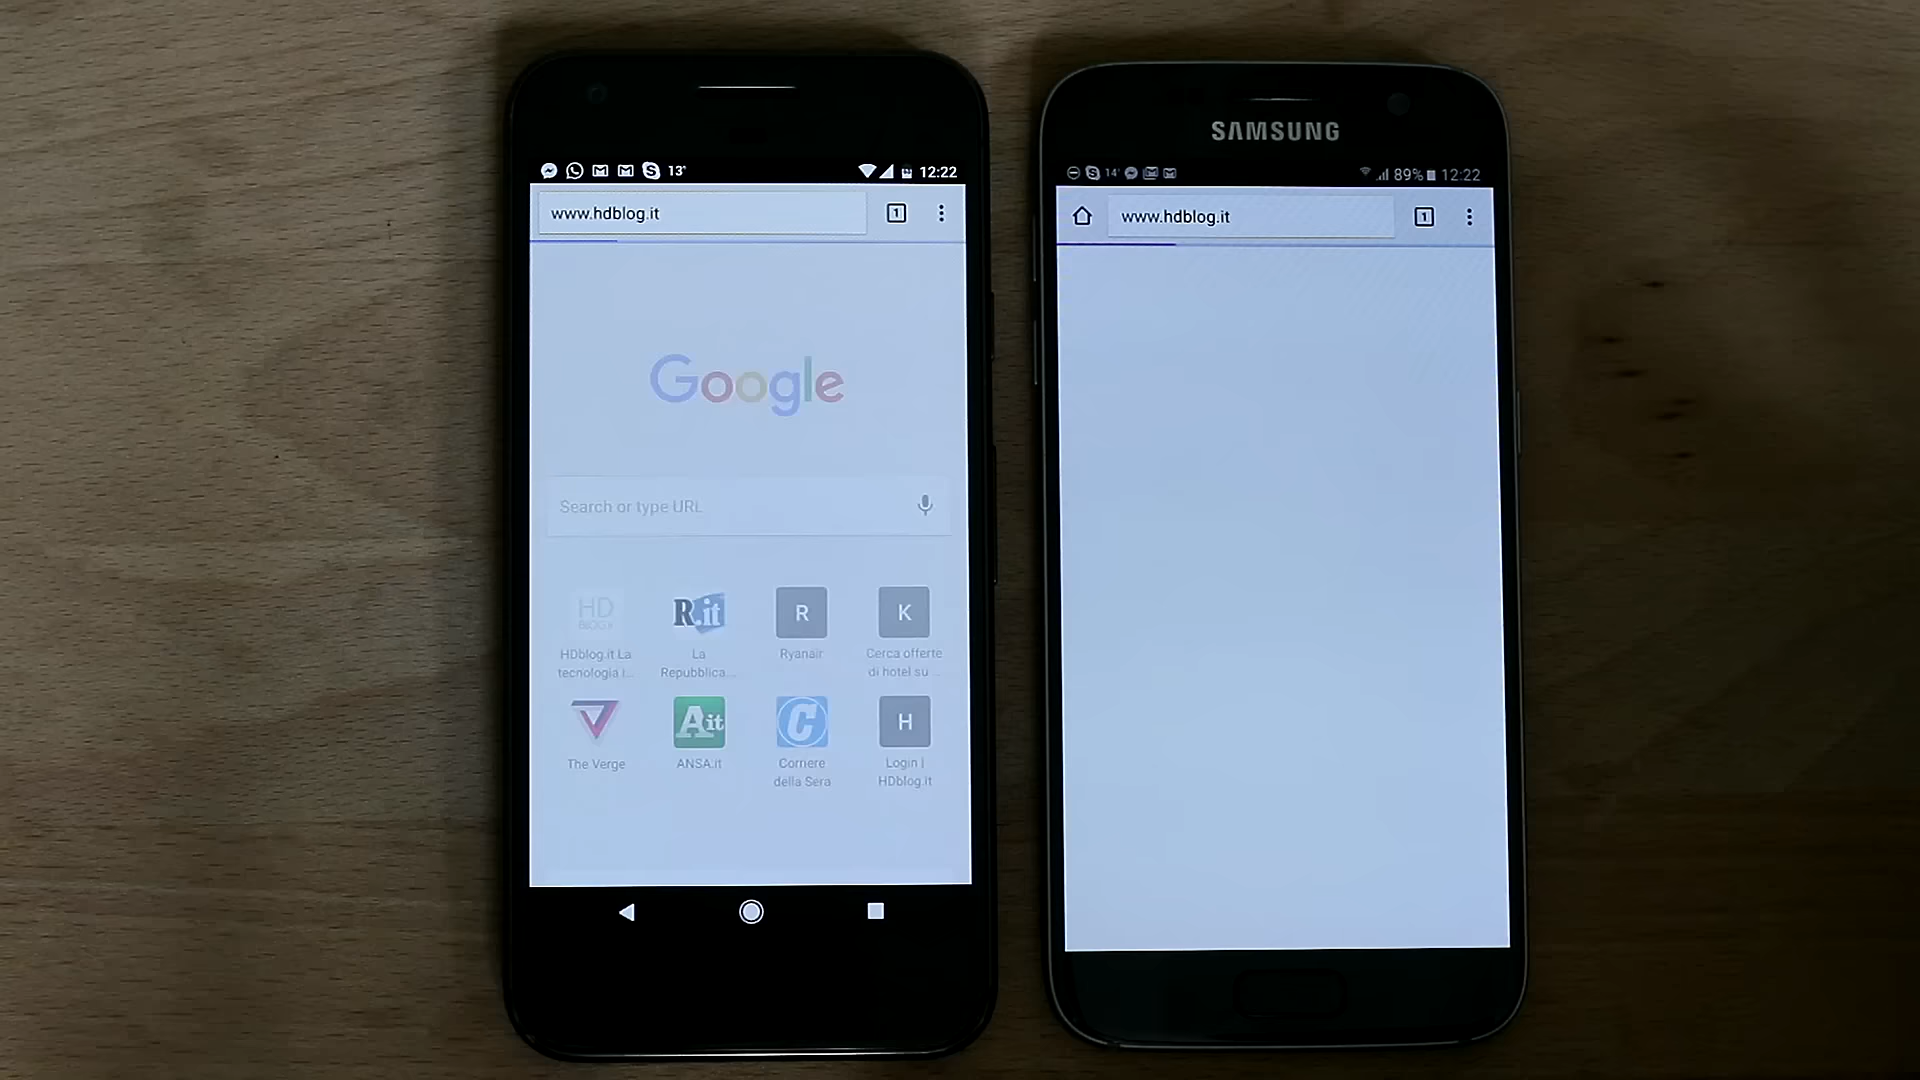 13°
12:22
www.hdblog.it
1
Google
Search or type URL
HD
BLOG.it
R.it
R
K
HDblog.it La
tecnologia i...
La
Repubblica...
Ryanair
Cerca offerte
di hotel su ...
A it
C
H
The Verge
ANSA.it
Corriere
della Sera
Login |
HDblog.it
SAMSUNG
14°
89%
12:22
www.hdblog.it
1